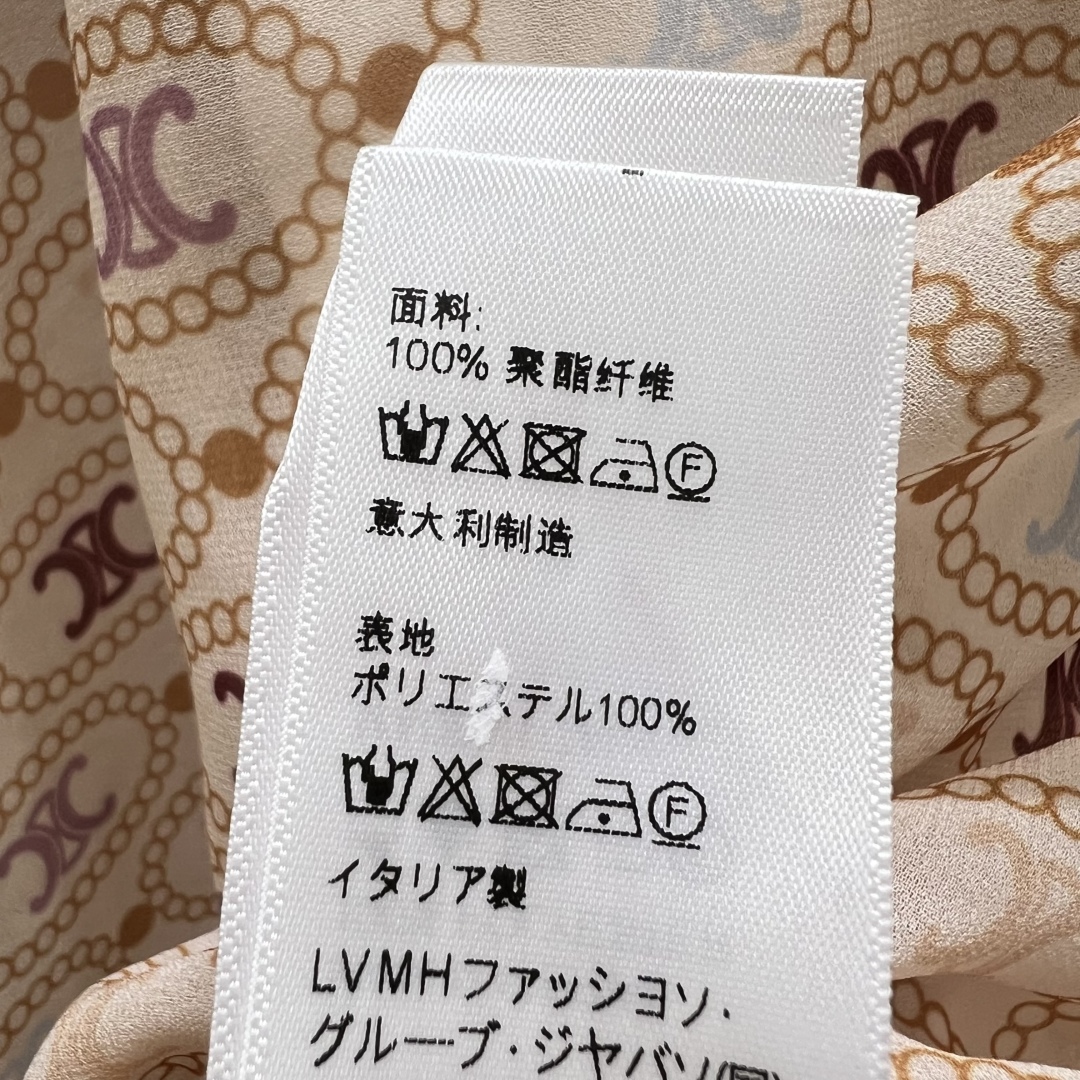 面料:
100% 聚酯纤维
F
意大利制造
表地
ポリエステル100%
F
イタリア製
LVMHファッション・
グループ・ジャパン